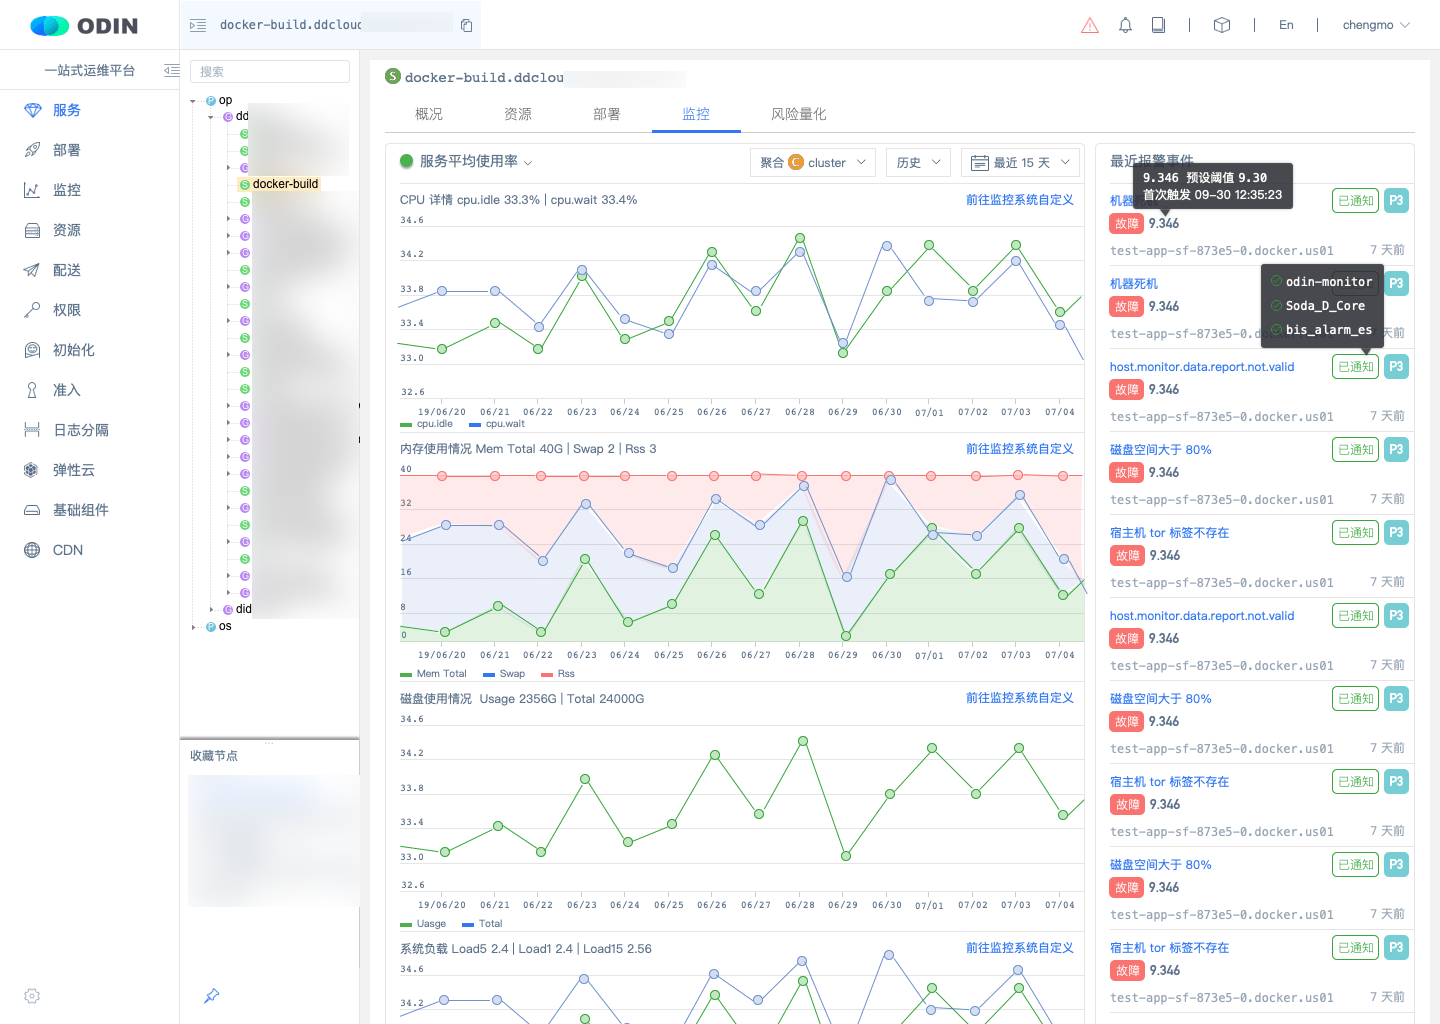 ODIN
docker-build.ddcloud
En
chengmo
一站式运维平台
服务
部署
监控
资源
配送
权限
初始化
准入
日志分隔
弹性云
基础组件
CDN
搜索
op
dd
docker-build
did
os
收藏节点
docker-build.ddclou
概况
资源
部署
监控
风险量化
服务平均使用率
聚合 cluster
历史
最近 15 天
CPU 详情 cpu.idle 33.3% | cpu.wait 33.4%
前往监控系统自定义
34.6
34.2
33.8
33.4
33.0
32.6
19/06/20 06/21 06/22 06/23 06/24 06/25 06/26 06/27 06/28 06/29 06/30 07/01 07/02 07/03 07/04
cpu.idle cpu.wait
内存使用情况 Mem Total 40G | Swap 2 | Rss 3
前往监控系统自定义
40
32
24
16
8
0
19/06/20 06/21 06/22 06/23 06/24 06/25 06/26 06/27 06/28 06/29 06/30 07/01 07/02 07/03 07/04
Mem Total Swap Rss
磁盘使用情况 Usage 2356G | Total 24000G
前往监控系统自定义
34.6
34.2
33.8
33.4
33.0
32.6
19/06/20 06/21 06/22 06/23 06/24 06/25 06/26 06/27 06/28 06/29 06/30 07/01 07/02 07/03 07/04
Uasge Total
系统负载 Load5 2.4 | Load1 2.4 | Load15 2.56
前往监控系统自定义
34.6
34.2
最近报警事件
9.346 预设阈值 9.30
首次触发 09-30 12:35:23
机器死机
已通知 P3
故障 9.346
test-app-sf-873e5-0.docker.us01 7 天前
机器死机
P3
故障 9.346
test-app-sf-873e5-0.docker.us01 7 天前
odin-monitor
Soda_D_Core
bis_alarm_es
host.monitor.data.report.not.valid
已通知 P3
故障 9.346
test-app-sf-873e5-0.docker.us01 7 天前
磁盘空间大于 80%
已通知 P3
故障 9.346
test-app-sf-873e5-0.docker.us01 7 天前
宿主机 tor 标签不存在
已通知 P3
故障 9.346
test-app-sf-873e5-0.docker.us01 7 天前
host.monitor.data.report.not.valid
已通知 P3
故障 9.346
test-app-sf-873e5-0.docker.us01 7 天前
磁盘空间大于 80%
已通知 P3
故障 9.346
test-app-sf-873e5-0.docker.us01 7 天前
宿主机 tor 标签不存在
已通知 P3
故障 9.346
test-app-sf-873e5-0.docker.us01 7 天前
磁盘空间大于 80%
已通知 P3
故障 9.346
test-app-sf-873e5-0.docker.us01 7 天前
宿主机 tor 标签不存在
已通知 P3
故障 9.346
test-app-sf-873e5-0.docker.us01 7 天前